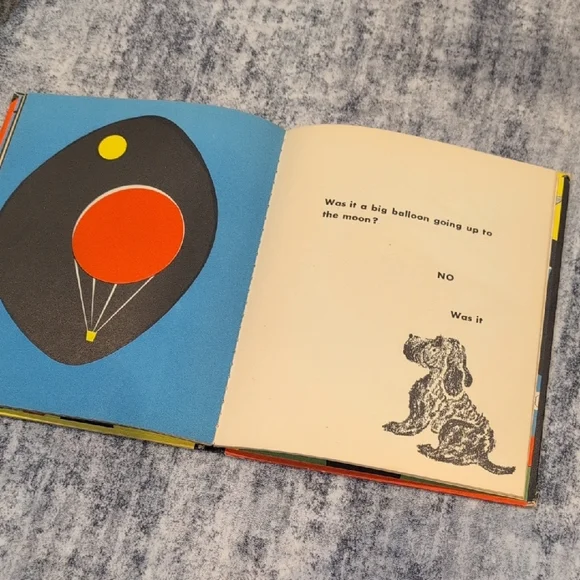 Was it a big balloon going up to
the moon?
NO
Was it